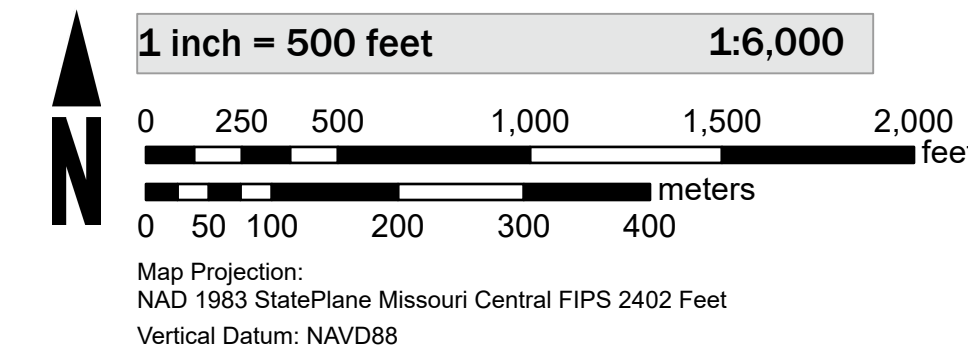 1 inch = 500 feet 1:6,000
0 250 500 1,000 1,500 2,000
feet
meters
0 50 100 200 300 400
N
Map Projection:
NAD 1983 StatePlane Missouri Central FIPS 2402 Feet
Vertical Datum: NAVD88